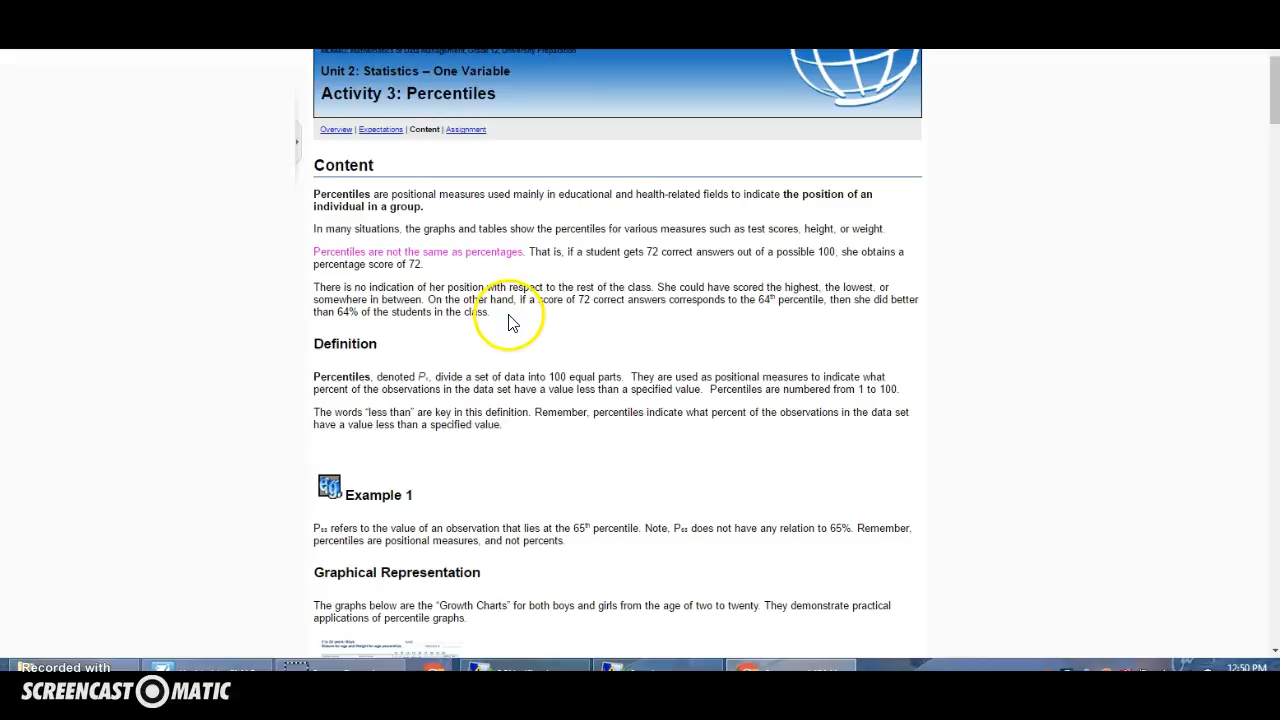 Unit 2: Statistics – One Variable
Activity 3: Percentiles
Overview | Expectations | Content | Assignment
Content
Percentiles are positional measures used mainly in educational and health-related fields to indicate the position of an
individual in a group.
In many situations, the graphs and tables show the percentiles for various measures such as test scores, height, or weight.
Percentiles are not the same as percentages. That is, if a student gets 72 correct answers out of a possible 100, she obtains a
percentage score of 72.
There is no indication of her position with respect to the rest of the class. She could have scored the highest, the lowest, or
somewhere in between. On the other hand, if a score of 72 correct answers corresponds to the 64th percentile, then she did better
than 64% of the students in the class.
Definition
Percentiles, denoted P, divide a set of data into 100 equal parts. They are used as positional measures to indicate what
percent of the observations in the data set have a value less than a specified value. Percentiles are numbered from 1 to 100.
The words “less than” are key in this definition. Remember, percentiles indicate what percent of the observations in the data set
have a value less than a specified value.
eg
Example 1
P65 refers to the value of an observation that lies at the 65th percentile. Note, P65 does not have any relation to 65%. Remember,
percentiles are positional measures, and not percents.
Graphical Representation
The graphs below are the “Growth Charts” for both boys and girls from the age of two to twenty. They demonstrate practical
applications of percentile graphs.
Recorded with
12:50 PM
SCREENCAST-O-MATIC